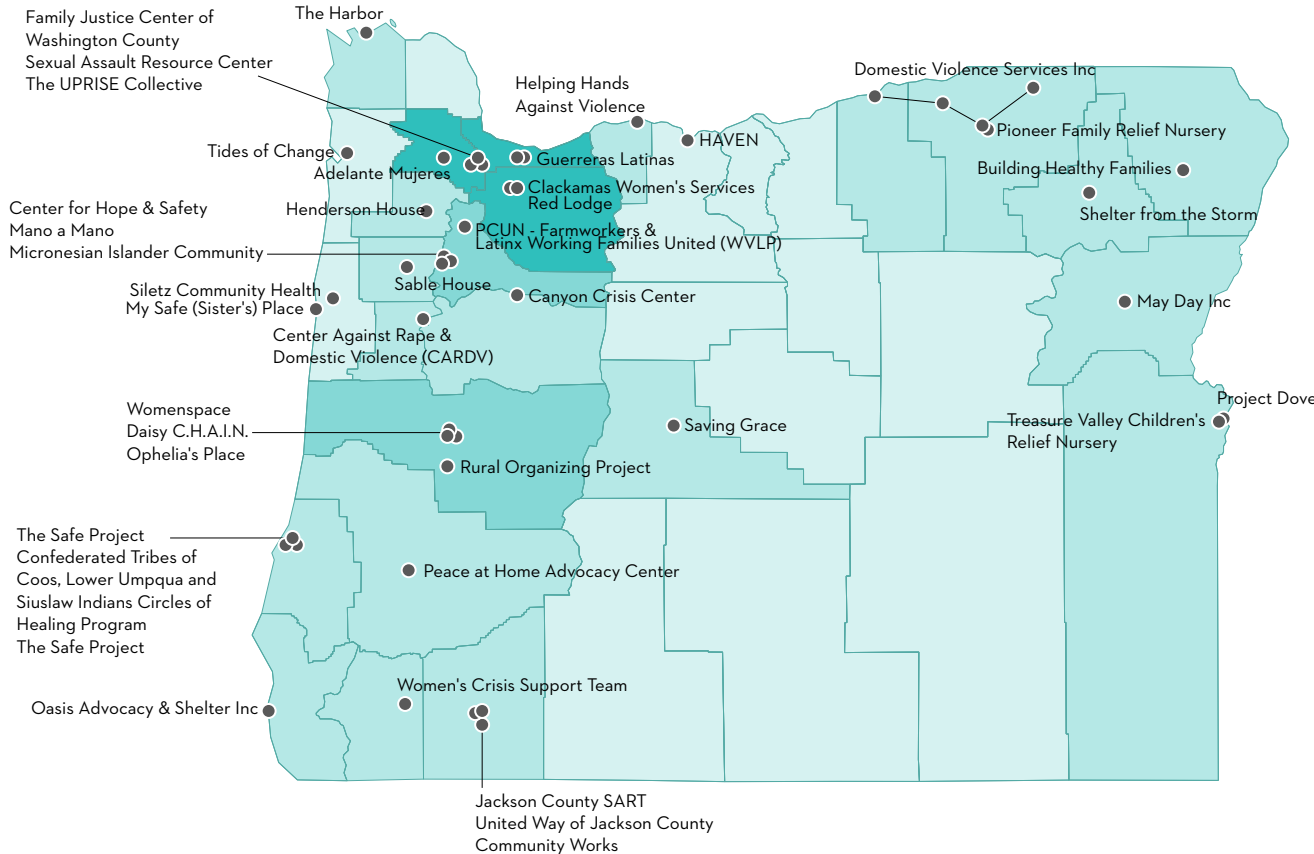 Family Justice Center of
Washington County
Sexual Assault Resource Center
The UPRISE Collective
The Harbor
Helping Hands
Against Violence
Domestic Violence Services Inc
Pioneer Family Relief Nursery
HAVEN
Tides of Change
Adelante Mujeres
Guerreras Latinas
Building Healthy Families
Clackamas Women's Services
Red Lodge
Shelter from the Storm
Henderson House
Center for Hope & Safety
Mano a Mano
Micronesian Islander Community
PCUN - Farmworkers &
Latinx Working Families United (WVLP)
Sable House
Siletz Community Health
My Safe (Sister's) Place
Canyon Crisis Center
May Day Inc
Center Against Rape &
Domestic Violence (CARDV)
Project Dove
Womenspace
Daisy C.H.A.I.N.
Ophelia's Place
Saving Grace
Treasure Valley Children's
Relief Nursery
Rural Organizing Project
The Safe Project
Confederated Tribes of
Coos, Lower Umpqua and
Siuslaw Indians Circles of
Healing Program
The Safe Project
Peace at Home Advocacy Center
Women's Crisis Support Team
Oasis Advocacy & Shelter Inc
Jackson County SART
United Way of Jackson County
Community Works